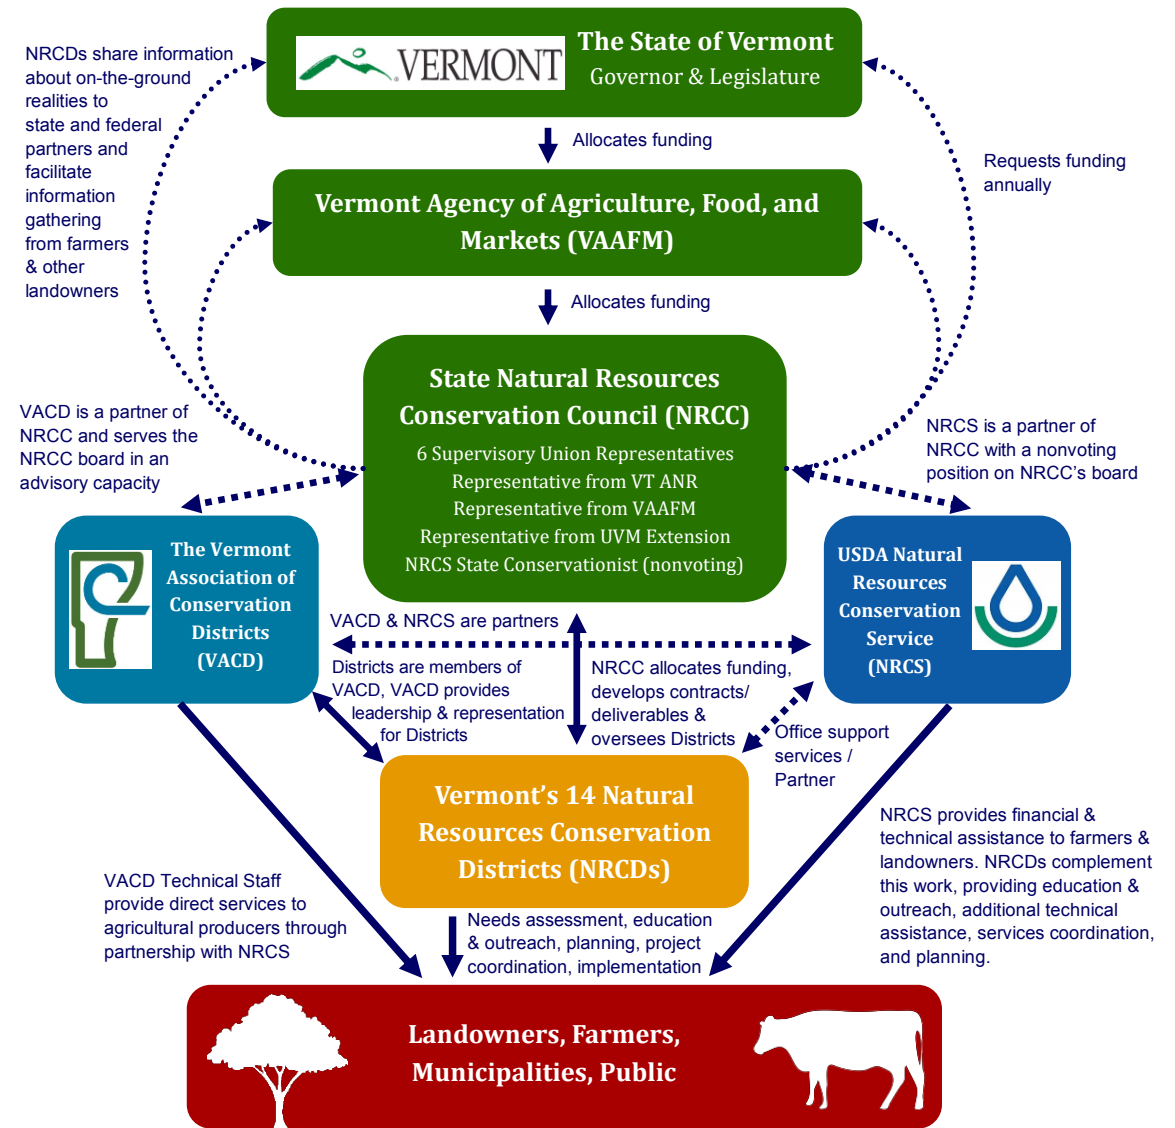 The State of Vermont
VERMONT
Governor & Legislature
NRCDs share information
about on-the-ground
realities to
state and federal
partners and
facilitate
information
gathering
from farmers
& other
landowners
Allocates funding
Requests funding
annually
Vermont Agency of Agriculture, Food, and
Markets (VAAFM)
Allocates funding
State Natural Resources
Conservation Council (NRCC)
6 Supervisory Union Representatives
Representative from VT ANR
Representative from VAAFM
Representative from UVM Extension
NRCS State Conservationist (nonvoting)
VACD is a partner of
NRCC and serves the
NRCC board in an
advisory capacity
NRCS is a partner of
NRCC with a nonvoting
position on NRCC's board
The Vermont
Association of
Conservation
Districts
(VACD)
USDA Natural
Resources
Conservation
Service
(NRCS)
VACD & NRCS are partners
Districts are members of
VACD, VACD provides
leadership & representation
for Districts
NRCC allocates funding,
develops contracts/
deliverables &
oversees Districts
Office support
services /
Partner
Vermont's 14 Natural
Resources Conservation
Districts (NRCDs)
VACD Technical Staff
provide direct services to
agricultural producers through
partnership with NRCS
Needs assessment, education
& outreach, planning, project
coordination, implementation
NRCS provides financial &
technical assistance to farmers &
landowners. NRCDs complement
this work, providing education &
outreach, additional technical
assistance, services coordination,
and planning.
Landowners, Farmers,
Municipalities, Public